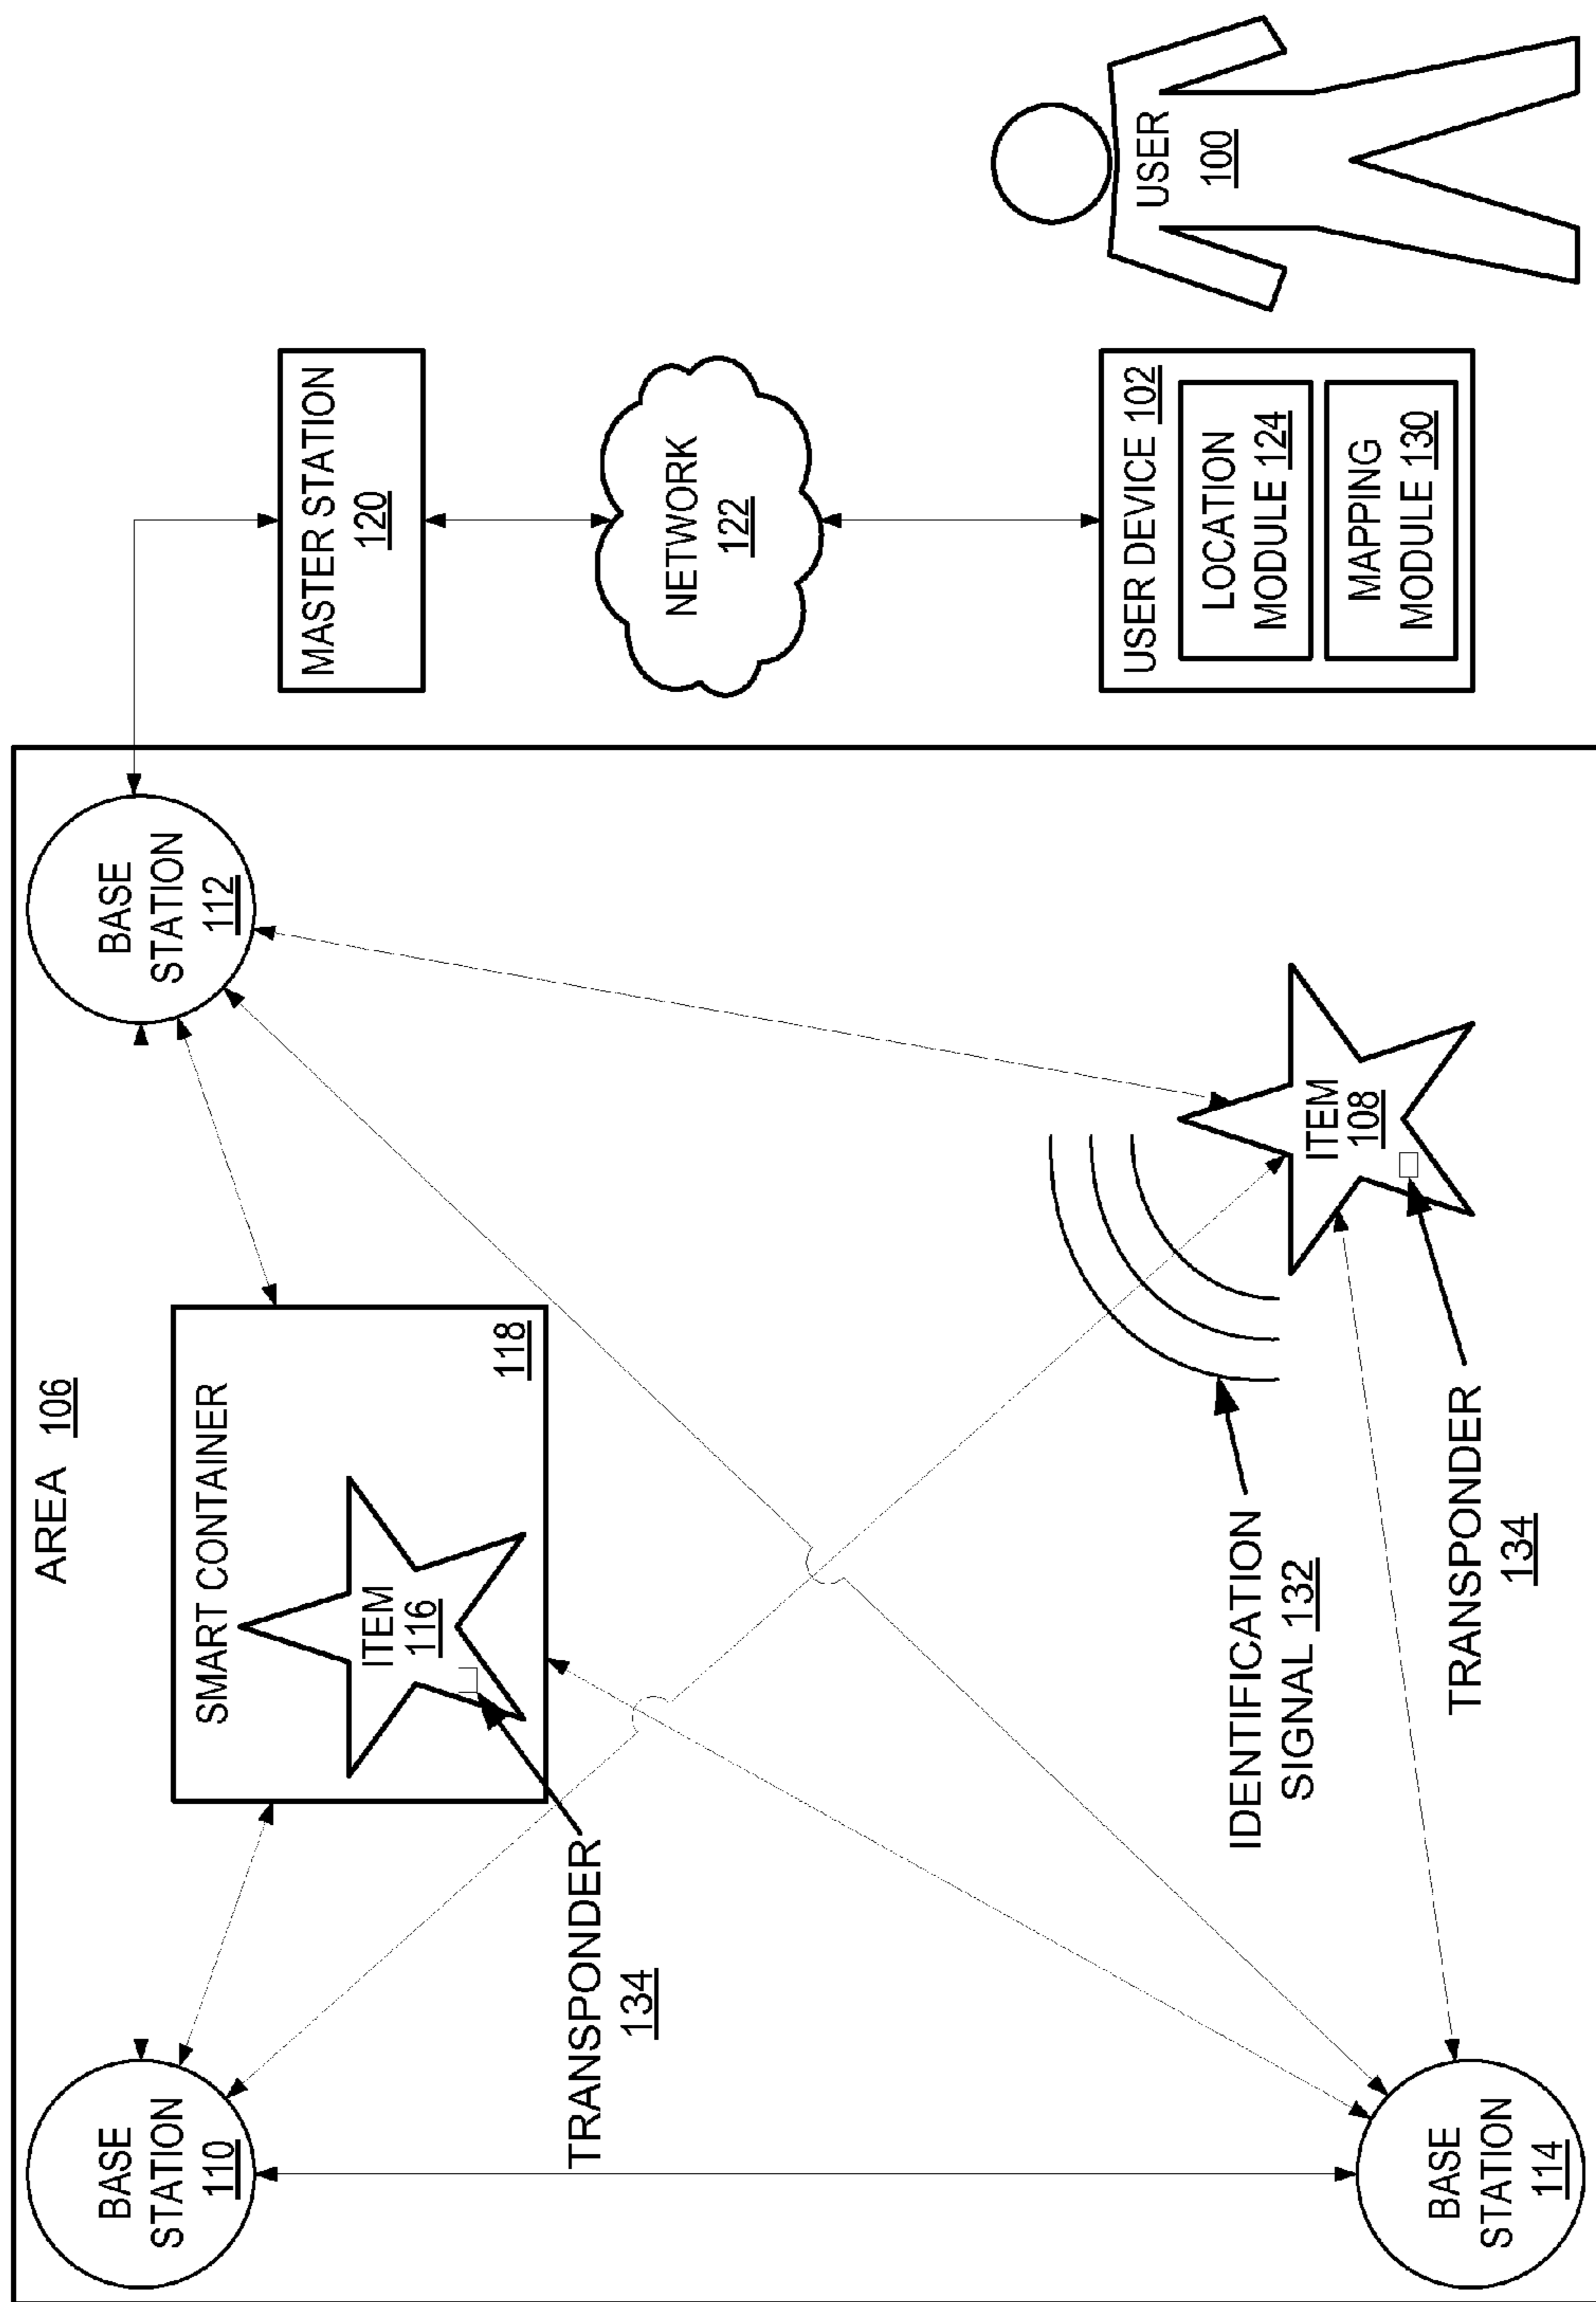 AREA 106
BASE
STATION
110
SMART CONTAINER
118
ITEM
116
TRANSPONDER
134
BASE
STATION
112
BASE
STATION
114
IDENTIFICATION
SIGNAL 132
TRANSPONDER
134
ITEM
108
MASTER STATION
120
NETWORK
122
USER DEVICE 102
LOCATION
MODULE 124
MAPPING
MODULE 130
USER
100